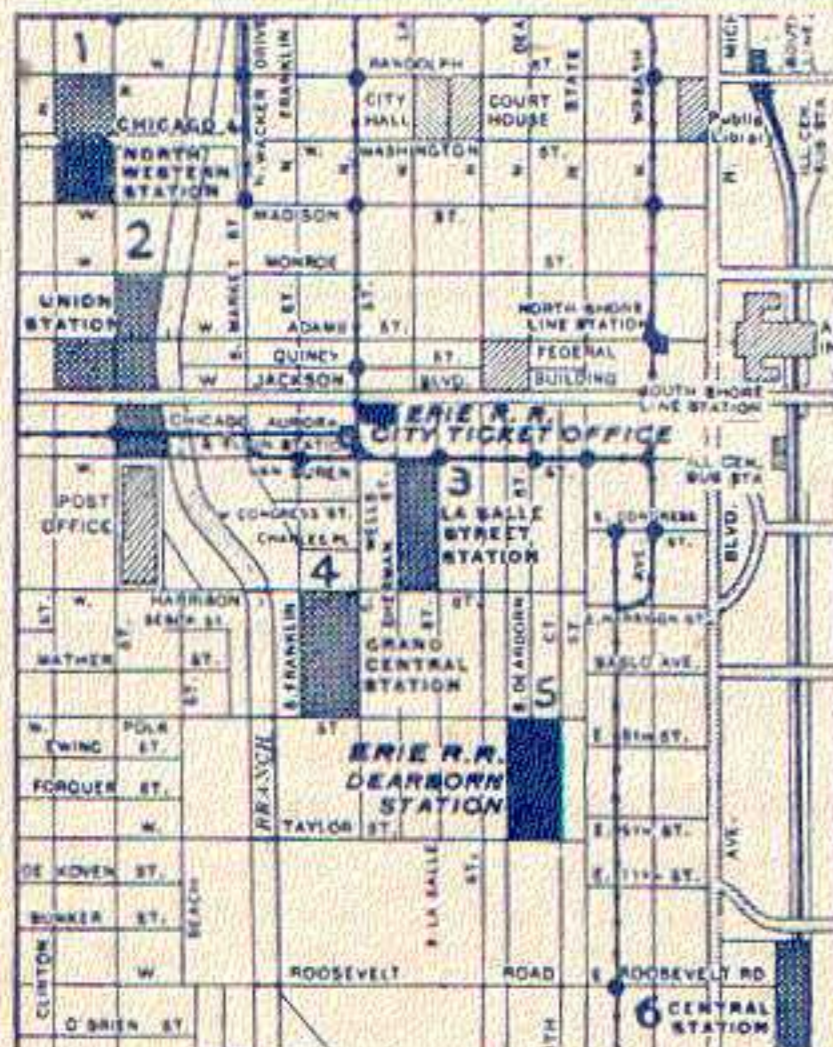 1
2
3
4
5
6
W.
RANDOLPH ST.
CITY
HALL
COURT
HOUSE
Public
Library
CHICAGO &
NORTH
WESTERN
STATION
N. WACKER DRIVE
FRANKLIN
STATE
WABASH
W. WASHINGTON ST.
W. MADISON ST.
W. MONROE ST.
MARKET ST.
UNION
STATION
W. ADAMS ST.
NORTH SHORE
LINE STATION
QUINCY ST.
W. JACKSON BLVD.
FEDERAL
BUILDING
SOUTH SHORE
LINE STATION
CHICAGO AURORA
& ELGIN STATION
ERIE R.R.
CITY TICKET OFFICE
W. VAN BUREN ST.
ILL. CEN.
SUB STA
POST
OFFICE
W. CONGRESS ST.
WELLS ST.
SHERMAN ST.
LA SALLE
STREET
STATION
E. CONGRESS
ST.
BLVD.
AVE.
W. HARRISON ST.
E. HARRISON ST.
BEACH ST.
MATHER ST.
S. FRANKLIN
GRAND
CENTRAL
STATION
S. DEARBORN
CT.
ST.
BALBO AVE.
W. POLK ST.
EWING
E. 8TH ST.
FORQUER ST.
ERIE R.R.
DEARBORN
STATION
BRANCH
W. TAYLOR ST.
E. 9TH ST.
AVE.
DE KOVEN ST.
E. 11TH ST.
BUNKER ST.
BEACH
S. LA SALLE ST.
CLINTON
W. ROOSEVELT ROAD
E. ROOSEVELT RD
O'BRIEN ST.
CENTRAL
STATION